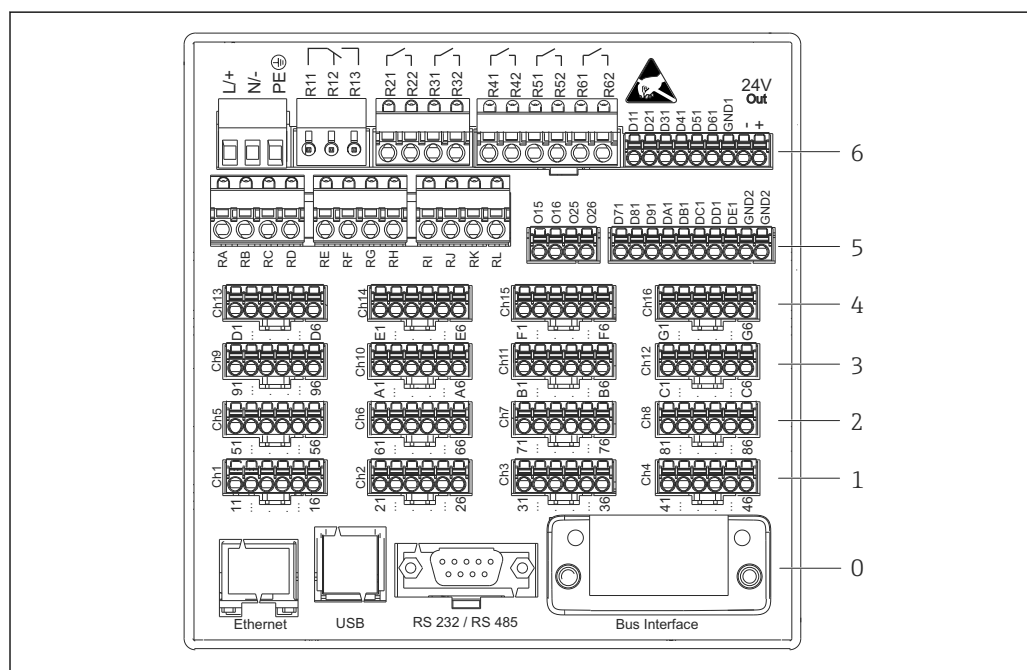 L/+ N/- PE R11 R12 R13 R21 R22 R31 R32 R41 R42 R51 R52 R61 R62 24V Out
D11 D21 D31 D41 D51 D61 GND1 - +
6
O15 O16 O25 O26 D71 D81 D91 DA1 DB1 DC1 DD1 DE1 GND2 GND2
5
RA RB RC RD RE RF RG RH RI RJ RK RL
Ch13 Ch14 Ch15 Ch16 4
D1 ... D6 E1 ... E6 F1 ... F6 G1 ... G6
Ch9 Ch10 Ch11 Ch12 3
91 ... 96 A1 ... A6 B1 ... B6 C1 ... C6
Ch5 Ch6 Ch7 Ch8 2
51 ... 56 61 ... 66 71 ... 76 81 ... 86
Ch1 Ch2 Ch3 Ch4 1
11 ... 16 21 ... 26 31 ... 36 41 ... 46
0
Ethernet USB RS 232 / RS 485 Bus Interface